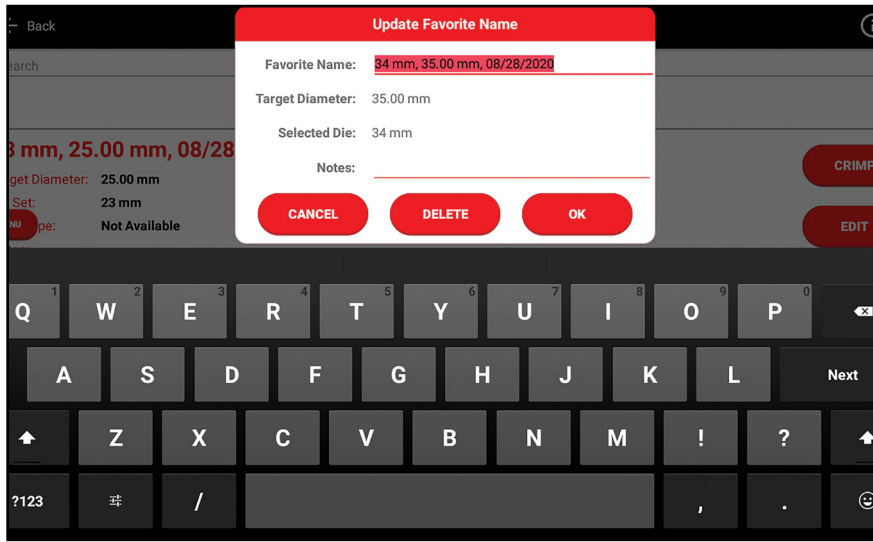 Back
Update Favorite Name
earch
Favorite Name: 34 mm, 35.00 mm, 08/28/2020
Target Diameter: 35.00 mm
Selected Die: 34 mm
Notes:
CANCEL DELETE OK
3 mm, 25.00 mm, 08/28
get Diameter: 25.00 mm
Set: 23 mm
NU pe: Not Available
CRIMP
EDIT
1 2 3 4 5 6 7 8 9 0
Q W E R T Y U I O P
A S D F G H J K L Next
Z X C V B N M ! ?
?123 / , .